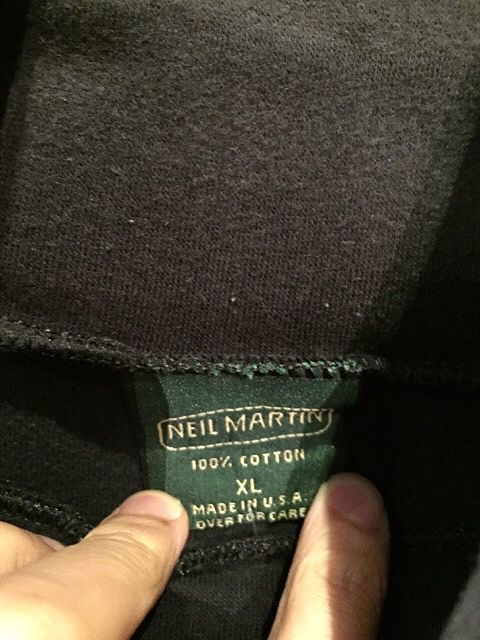 NEIL MARTIN
100% COTTON
XL
MADE IN U.S.A.
OVER FOR CARE